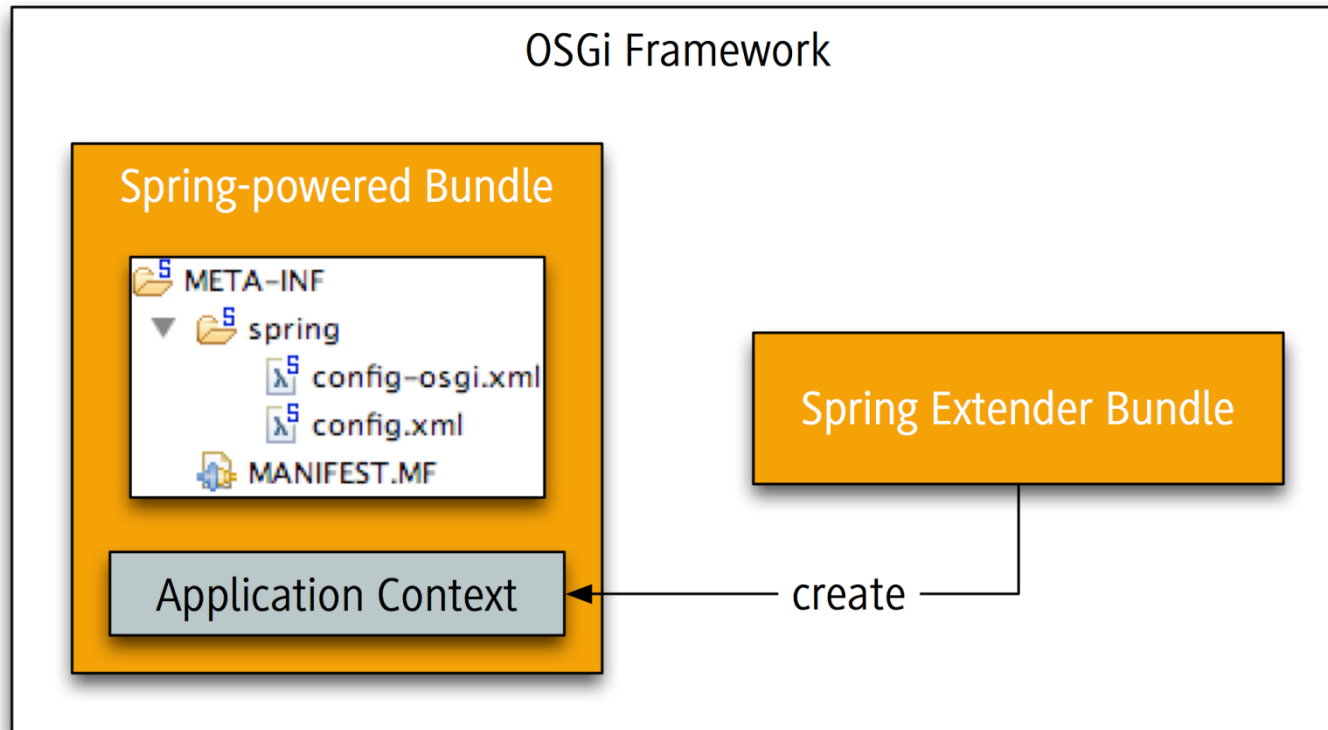 OSGi Framework
Spring-powered Bundle
META-INF
spring
config-osgi.xml
config.xml
MANIFEST.MF
Application Context
Spring Extender Bundle
create